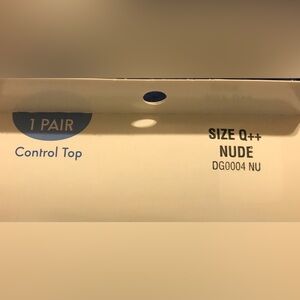 1 PAIR
Control Top
SIZE Q++
NUDE
DG0004 NU